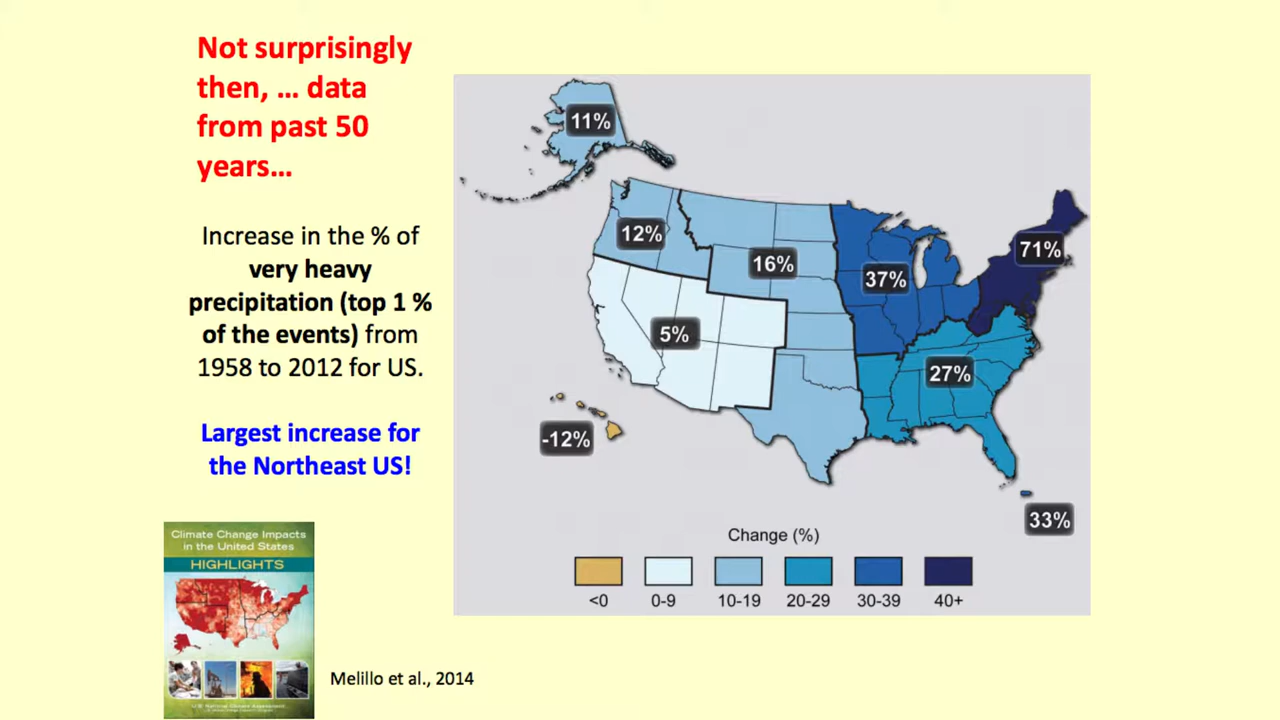 Not surprisingly
then, … data
from past 50
years…
Increase in the % of
very heavy
precipitation (top 1 %
of the events) from
1958 to 2012 for US.
Largest increase for
the Northeast US!
11%
12%
16%
37%
71%
5%
27%
-12%
33%
Change (%)
<0
0-9
10-19
20-29
30-39
40+
Climate Change Impacts
in the United States
HIGHLIGHTS
U.S. National Climate Assessment
Melillo et al., 2014